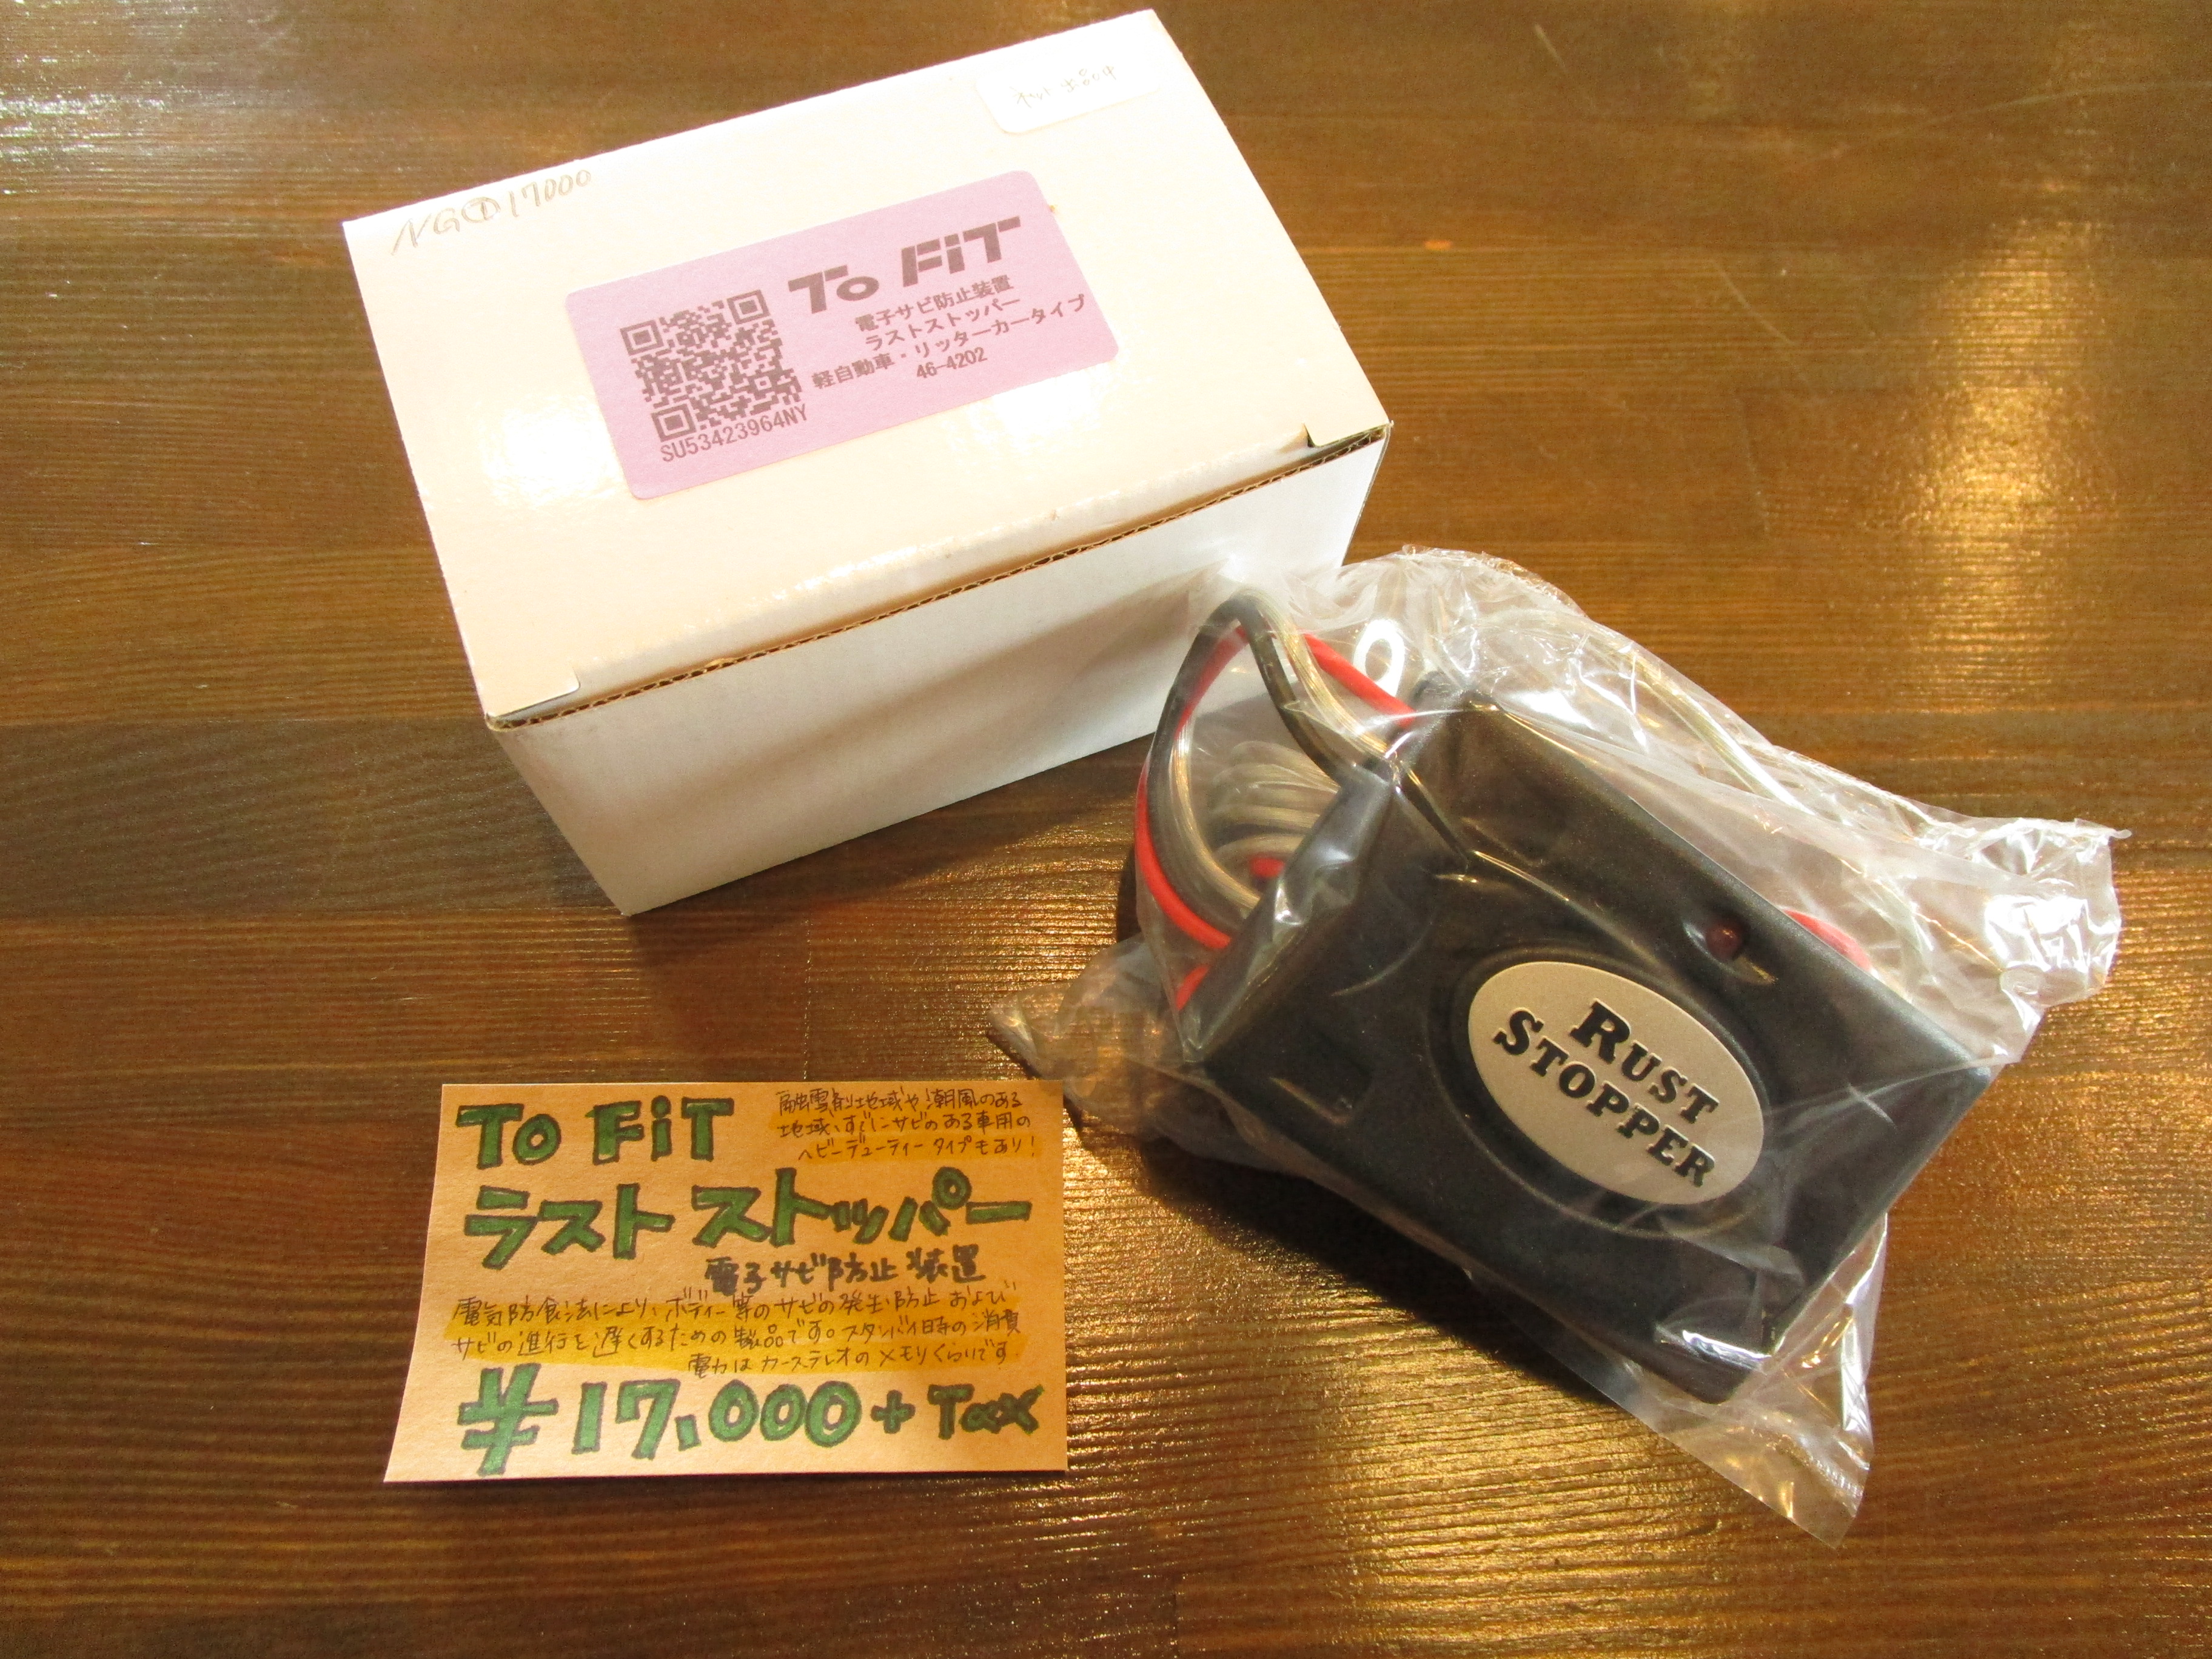 ネット出品中
NG① 17000
TO FiT
電子サビ防止装置
ラストストッパー
軽自動車・リッターカータイプ
46-4202
SU53423964NY
RUST
STOPPER
TO FiT
融雪剤地域や潮風のある
地域、すでにサビのある車用の
ヘビーデューティータイプもあり!
ラストストッパー
電子サビ防止装置
電気防食法により、ボディー等のサビの発生防止および
サビの進行を遅くするための製品です。スタンバイ時の消費
電力はカーステレオのメモリくらいです
¥17,000+Tax